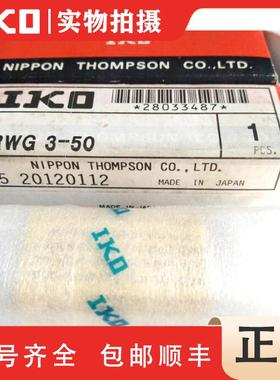 IKO 实物拍摄
NIPPON THOMPSON CO.,LTD.
IKO
*28033487*
RWG 3-50
1
PCS.
NIPPON THOMPSON CO.,LTD.
5 20120112
MADE IN JAPAN
IKO
IKO
号齐全 包邮顺丰 正